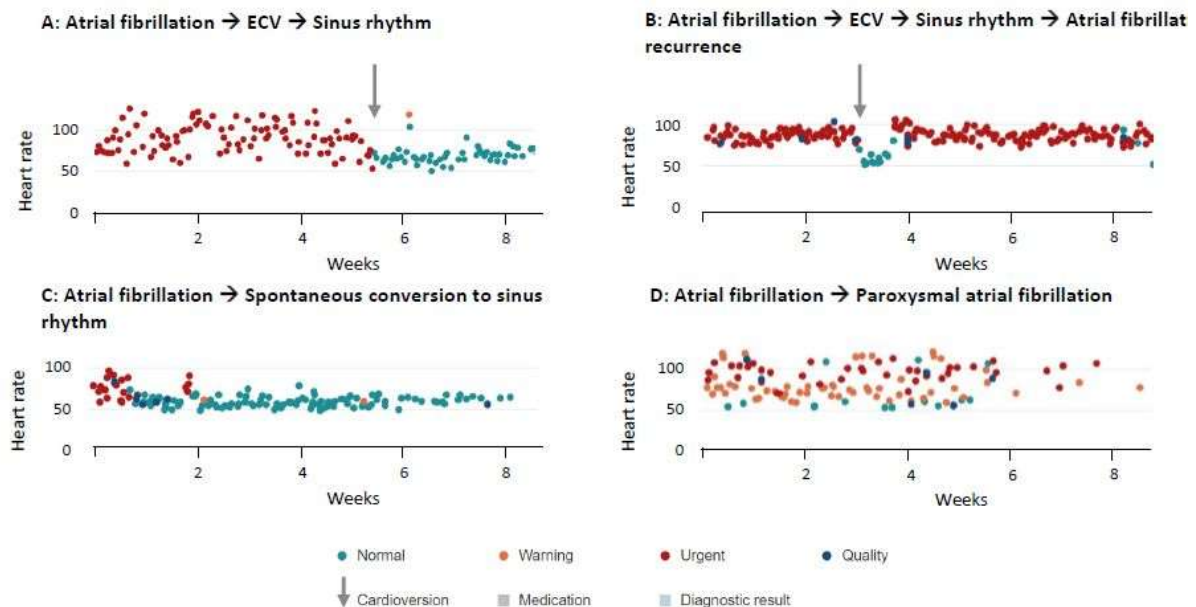 A: Atrial fibrillation → ECV → Sinus rhythm
Heart rate
100
50
0
2
4
6
8
Weeks
B: Atrial fibrillation → ECV → Sinus rhythm → Atrial fibrillat
recurrence
Heart rate
100
50
0
2
4
6
8
Weeks
C: Atrial fibrillation → Spontaneous conversion to sinus
rhythm
Heart rate
100
50
0
2
4
6
8
Weeks
D: Atrial fibrillation → Paroxysmal atrial fibrillation
Heart rate
100
50
0
2
4
6
8
Weeks
Normal
Warning
Urgent
Quality
Cardioversion
Medication
Diagnostic result